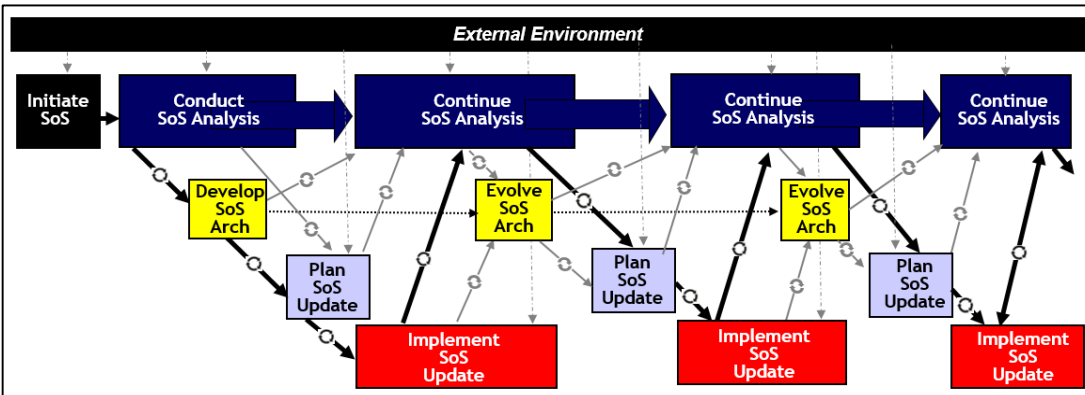 External Environment
Initiate
SoS
Conduct
SoS Analysis
Continue
SoS Analysis
Continue
SoS Analysis
Continue
SoS Analysis
Develop
SoS
Arch
Evolve
SoS
Arch
Evolve
SoS
Arch
Plan
SoS
Update
Plan
SoS
Update
Plan
SoS
Update
Implement
SoS
Update
Implement
SoS
Update
Implement
SoS
Update